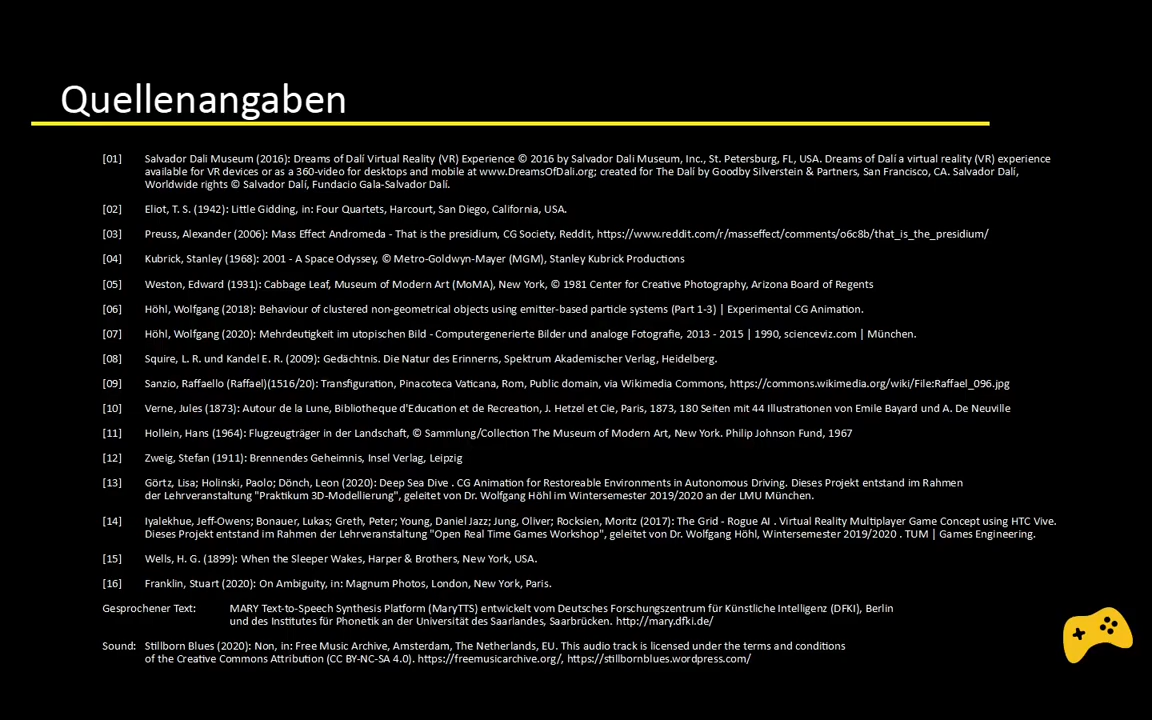 Quellenangaben
[01] Salvador Dali Museum (2016): Dreams of Dalí Virtual Reality (VR) Experience © 2016 by Salvador Dali Museum, Inc., St. Petersburg, FL, USA. Dreams of Dalí a virtual reality (VR) experience
available for VR devices or as a 360-video for desktops and mobile at www.DreamsOfDali.org; created for The Dalí by Goodby Silverstein & Partners, San Francisco, CA. Salvador Dalí,
Worldwide rights © Salvador Dalí, Fundacio Gala-Salvador Dalí.
[02] Eliot, T. S. (1942): Little Gidding, in: Four Quartets, Harcourt, San Diego, California, USA.
[03] Preuss, Alexander (2006): Mass Effect Andromeda - That is the presidium, CG Society, Reddit, https://www.reddit.com/r/masseffect/comments/o6c8b/that_is_the_presidium/
[04] Kubrick, Stanley (1968): 2001 - A Space Odyssey, © Metro-Goldwyn-Mayer (MGM), Stanley Kubrick Productions
[05] Weston, Edward (1931): Cabbage Leaf, Museum of Modern Art (MoMA), New York, © 1981 Center for Creative Photography, Arizona Board of Regents
[06] Höhl, Wolfgang (2018): Behaviour of clustered non-geometrical objects using emitter-based particle systems (Part 1-3) | Experimental CG Animation.
[07] Höhl, Wolfgang (2020): Mehrdeutigkeit im utopischen Bild - Computergenerierte Bilder und analoge Fotografie, 2013 - 2015 | 1990, scienceviz.com | München.
[08] Squire, L. R. und Kandel E. R. (2009): Gedächtnis. Die Natur des Erinnerns, Spektrum Akademischer Verlag, Heidelberg.
[09] Sanzio, Raffaello (Raffael)(1516/20): Transfiguration, Pinacoteca Vaticana, Rom, Public domain, via Wikimedia Commons, https://commons.wikimedia.org/wiki/File:Raffael_096.jpg
[10] Verne, Jules (1873): Autour de la Lune, Bibliotheque d'Education et de Recreation, J. Hetzel et Cie, Paris, 1873, 180 Seiten mit 44 Illustrationen von Emile Bayard und A. De Neuville
[11] Hollein, Hans (1964): Flugzeugträger in der Landschaft, © Sammlung/Collection The Museum of Modern Art, New York. Philip Johnson Fund, 1967
[12] Zweig, Stefan (1911): Brennendes Geheimnis, Insel Verlag, Leipzig
[13] Görtz, Lisa; Holinski, Paolo; Dönch, Leon (2020): Deep Sea Dive . CG Animation for Restoreable Environments in Autonomous Driving. Dieses Projekt entstand im Rahmen
der Lehrveranstaltung "Praktikum 3D-Modellierung", geleitet von Dr. Wolfgang Höhl im Wintersemester 2019/2020 an der LMU München.
[14] Iyalekhue, Jeff-Owens; Bonauer, Lukas; Greth, Peter; Young, Daniel Jazz; Jung, Oliver; Rocksien, Moritz (2017): The Grid - Rogue AI . Virtual Reality Multiplayer Game Concept using HTC Vive.
Dieses Projekt entstand im Rahmen der Lehrveranstaltung "Open Real Time Games Workshop", geleitet von Dr. Wolfgang Höhl, Wintersemester 2019/2020 . TUM | Games Engineering.
[15] Wells, H. G. (1899): When the Sleeper Wakes, Harper & Brothers, New York, USA.
[16] Franklin, Stuart (2020): On Ambiguity, in: Magnum Photos, London, New York, Paris.
Gesprochener Text: MARY Text-to-Speech Synthesis Platform (MaryTTS) entwickelt vom Deutsches Forschungszentrum für Künstliche Intelligenz (DFKI), Berlin
und des Institutes für Phonetik an der Universität des Saarlandes, Saarbrücken. http://mary.dfki.de/
Sound: Stillborn Blues (2020): Non, in: Free Music Archive, Amsterdam, The Netherlands, EU. This audio track is licensed under the terms and conditions
of the Creative Commons Attribution (CC BY-NC-SA 4.0). https://freemusicarchive.org/, https://stillbornblues.wordpress.com/